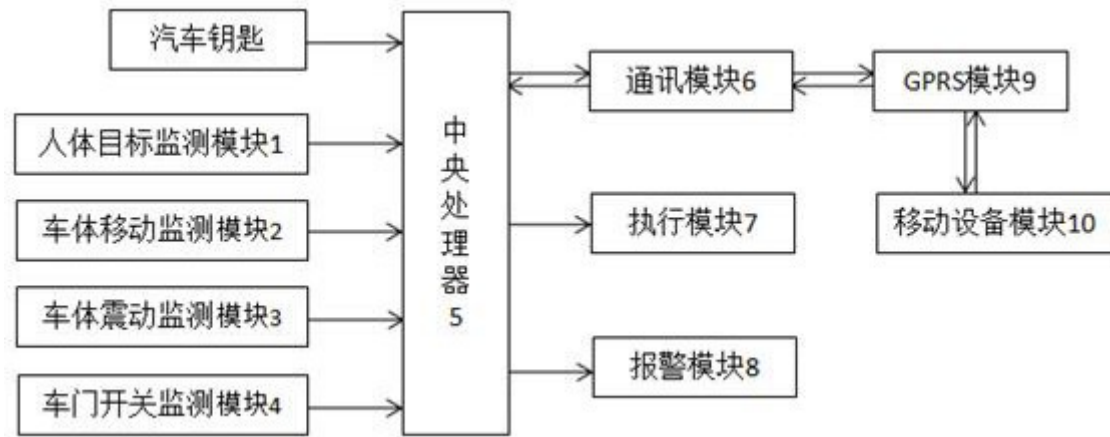 汽车钥匙
人体目标监测模块1
车体移动监测模块2
车体震动监测模块3
车门开关监测模块4
中央处理器5
通讯模块6
执行模块7
报警模块8
GPRS模块9
移动设备模块10